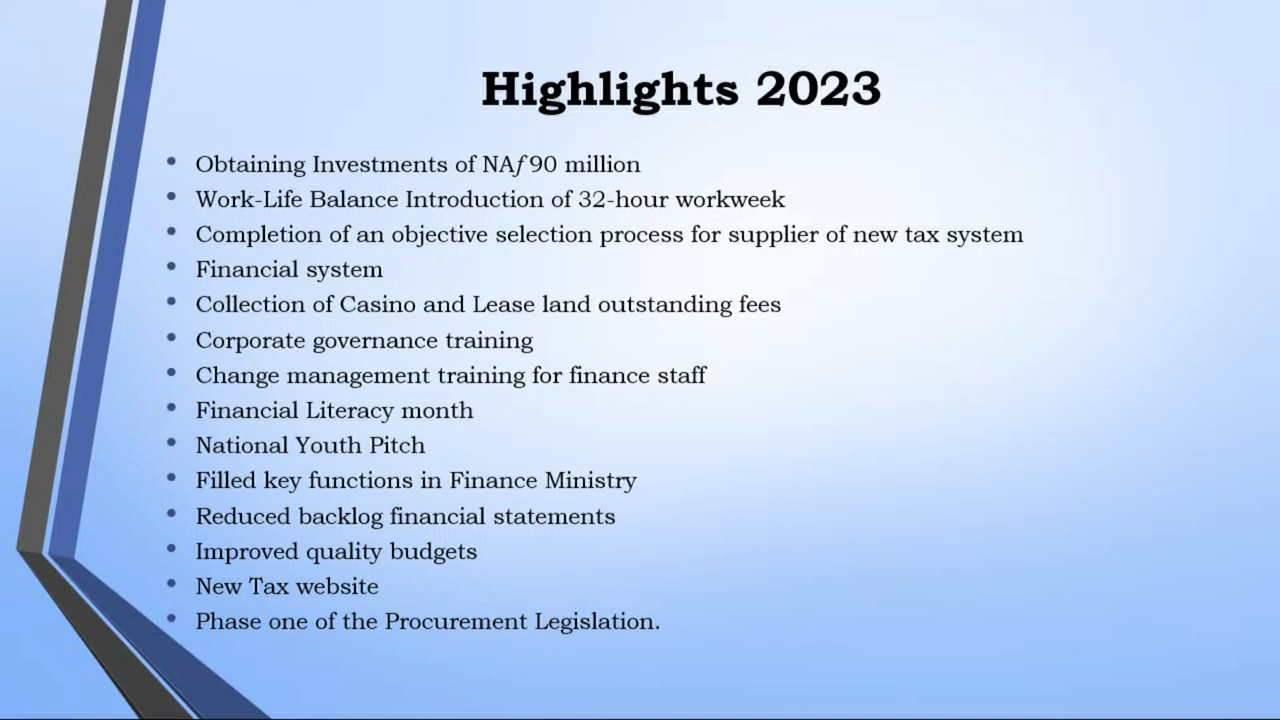 Highlights 2023
• Obtaining Investments of NAƒ90 million
• Work-Life Balance Introduction of 32-hour workweek
• Completion of an objective selection process for supplier of new tax system
• Financial system
• Collection of Casino and Lease land outstanding fees
• Corporate governance training
• Change management training for finance staff
• Financial Literacy month
• National Youth Pitch
• Filled key functions in Finance Ministry
• Reduced backlog financial statements
• Improved quality budgets
• New Tax website
• Phase one of the Procurement Legislation.